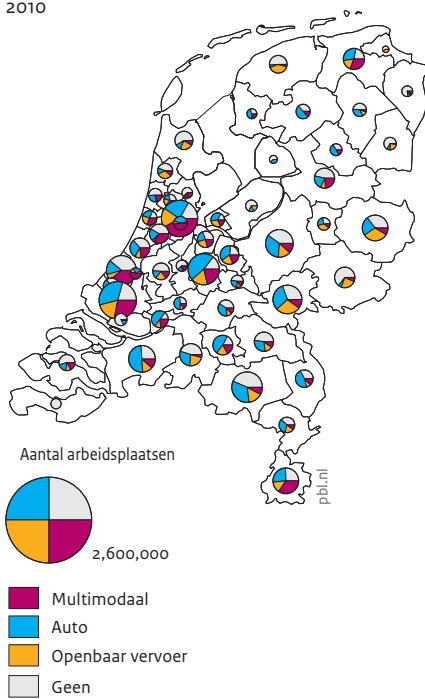 2010
pbl.nl
Aantal arbeidsplaatsen
2,600,000
Multimodaal
Auto
Openbaar vervoer
Geen